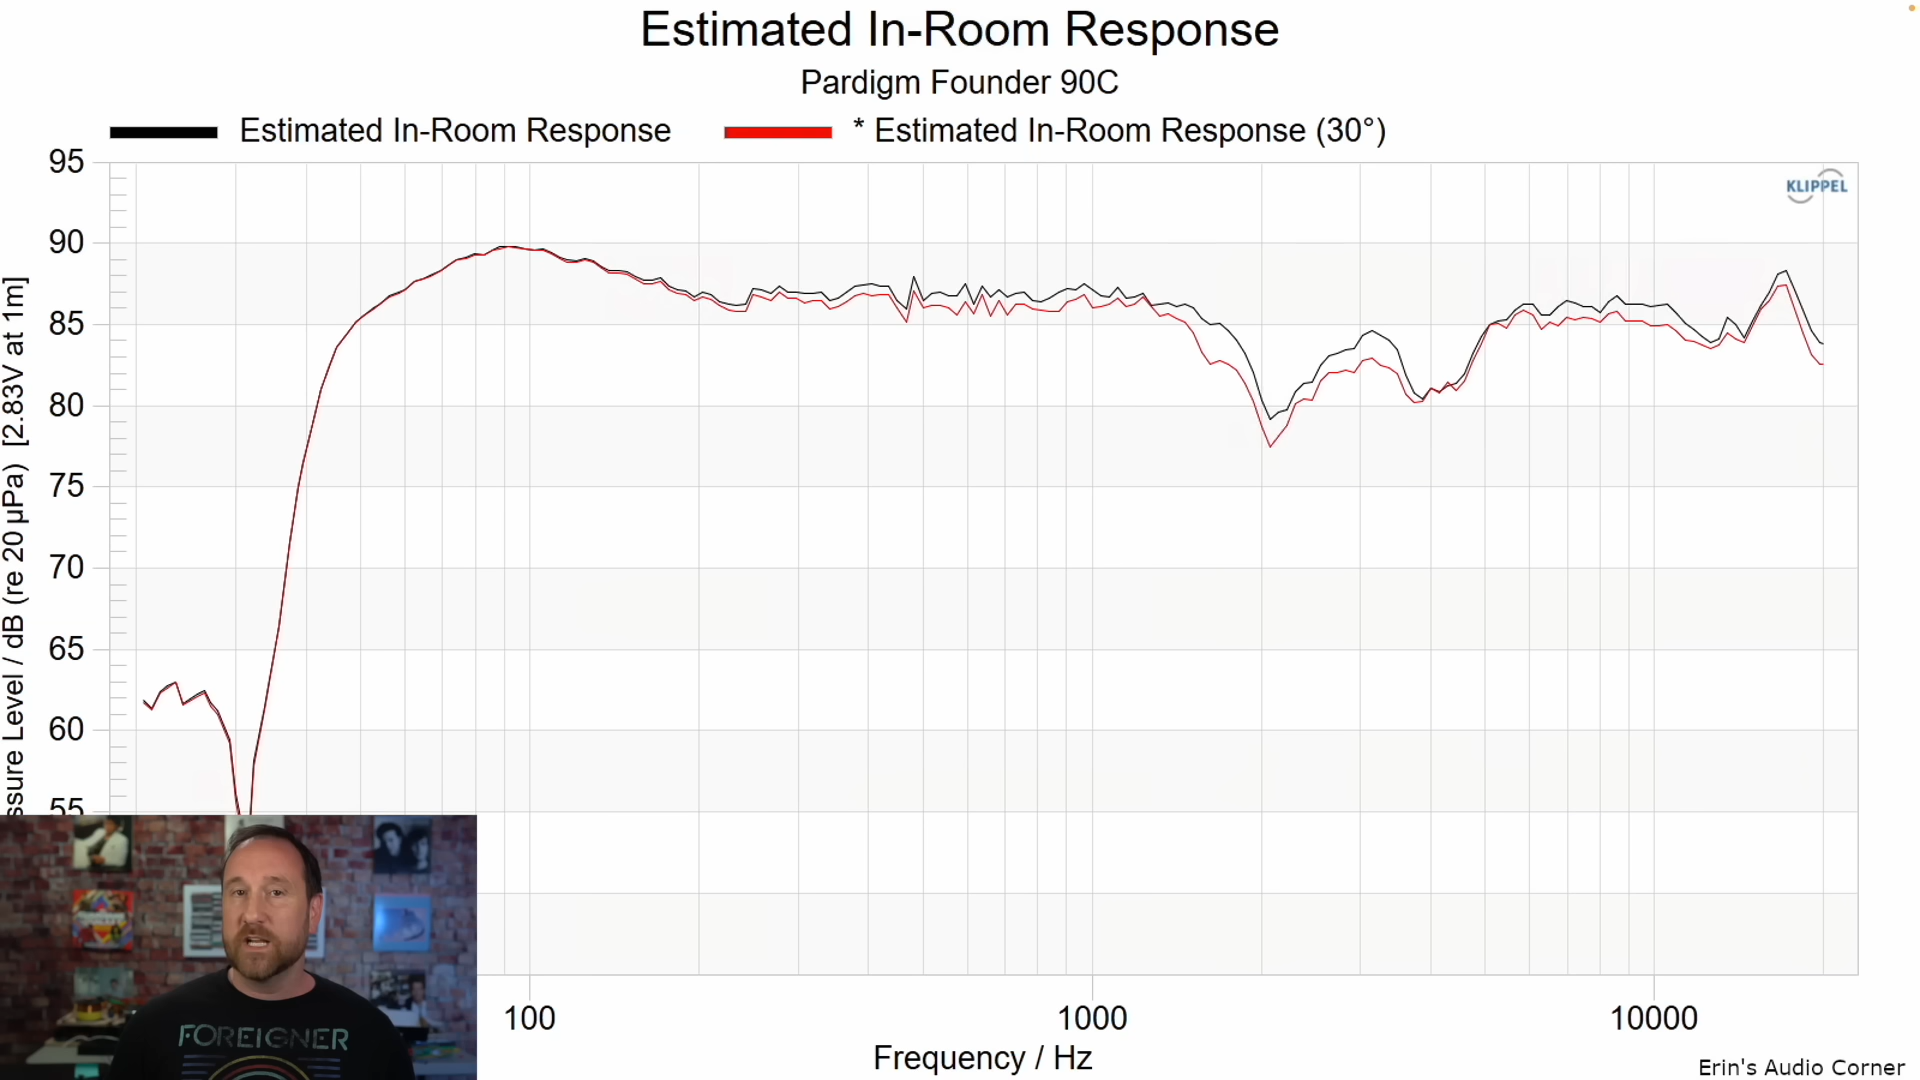 Estimated In-Room Response
Pardigm Founder 90C
Estimated In-Room Response
* Estimated In-Room Response (30°)
95
KLIPPEL
90
85
80
75
70
65
60
55
ssure Level / dB (re 20 µPa) [2.83V at 1m]
100
1000
10000
Frequency / Hz
FOREIGNER
Erin's Audio Corner